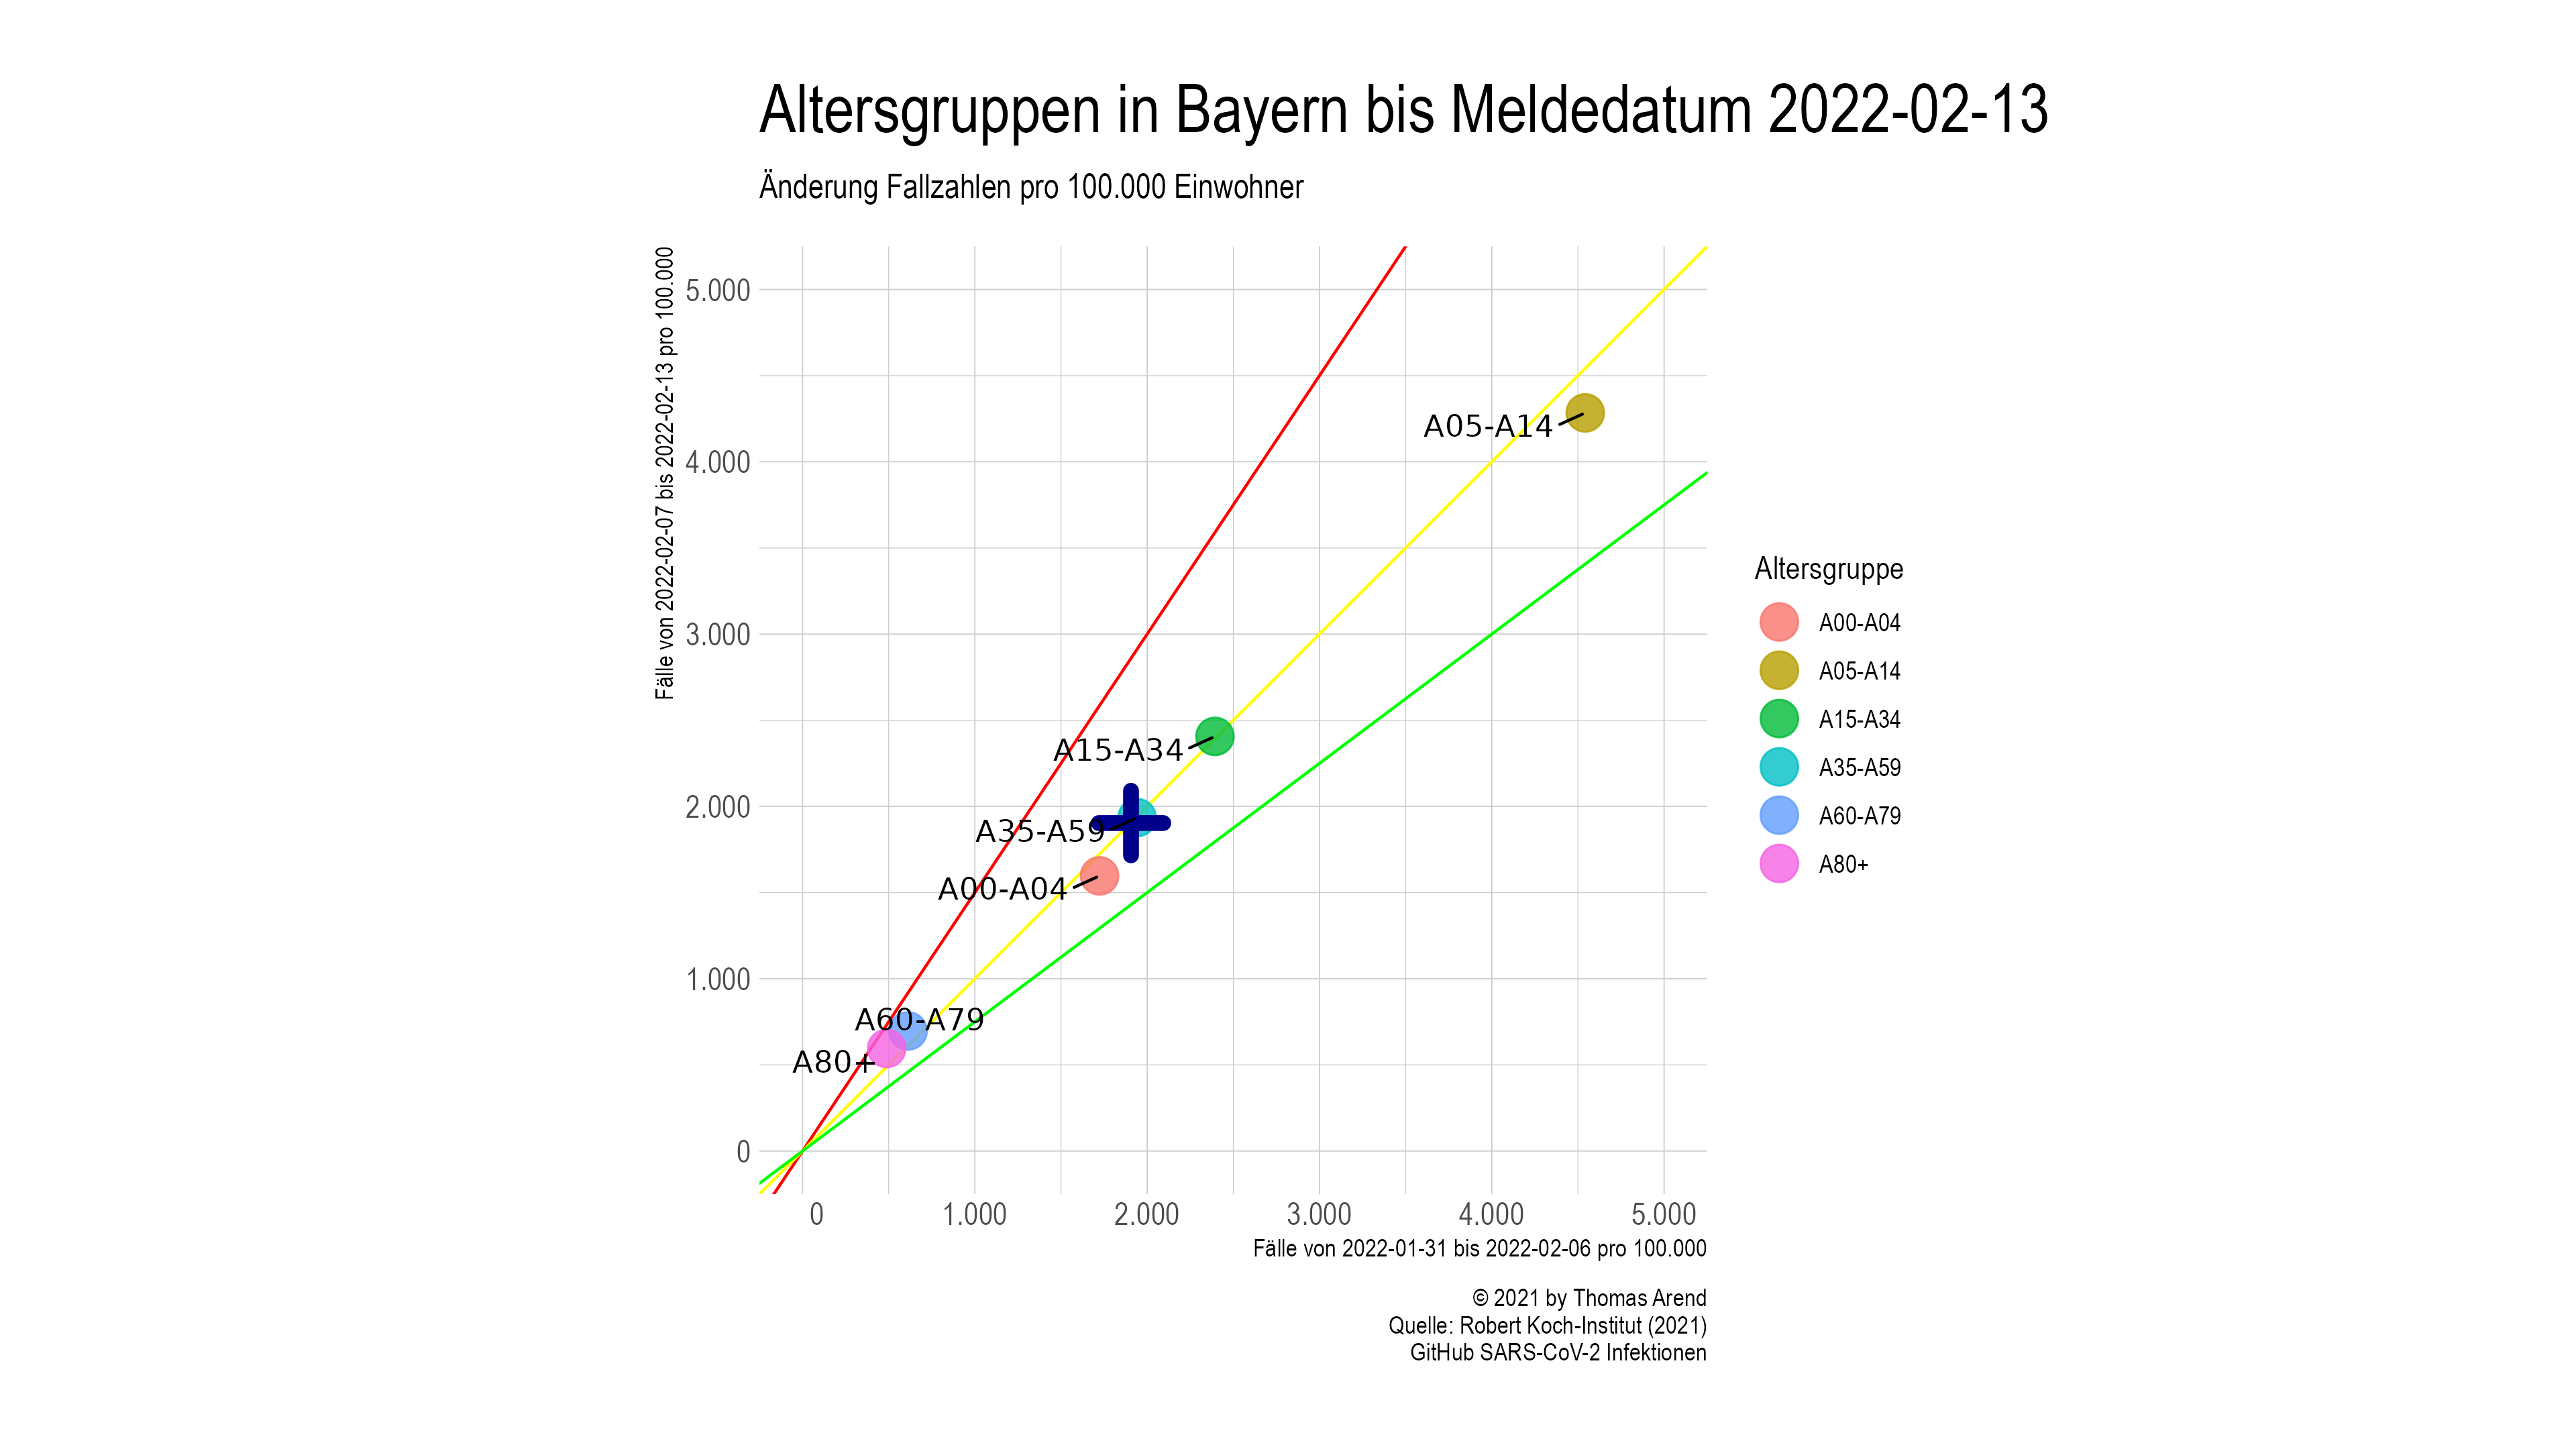 Altersgruppen in Bayern bis Meldedatum 2022-02-13
Änderung Fallzahlen pro 100.000 Einwohner
Fälle von 2022-02-07 bis 2022-02-13 pro 100.000
5.000
4.000
3.000
2.000
1.000
0
A05-A14
A15-A34
A35-A59
A00-A04
A60-A79
A80+
0
1.000
2.000
3.000
4.000
5.000
Fälle von 2022-01-31 bis 2022-02-06 pro 100.000
Altersgruppe
A00-A04
A05-A14
A15-A34
A35-A59
A60-A79
A80+
© 2021 by Thomas Arend
Quelle: Robert Koch-Institut (2021)
GitHub SARS-CoV-2 Infektionen